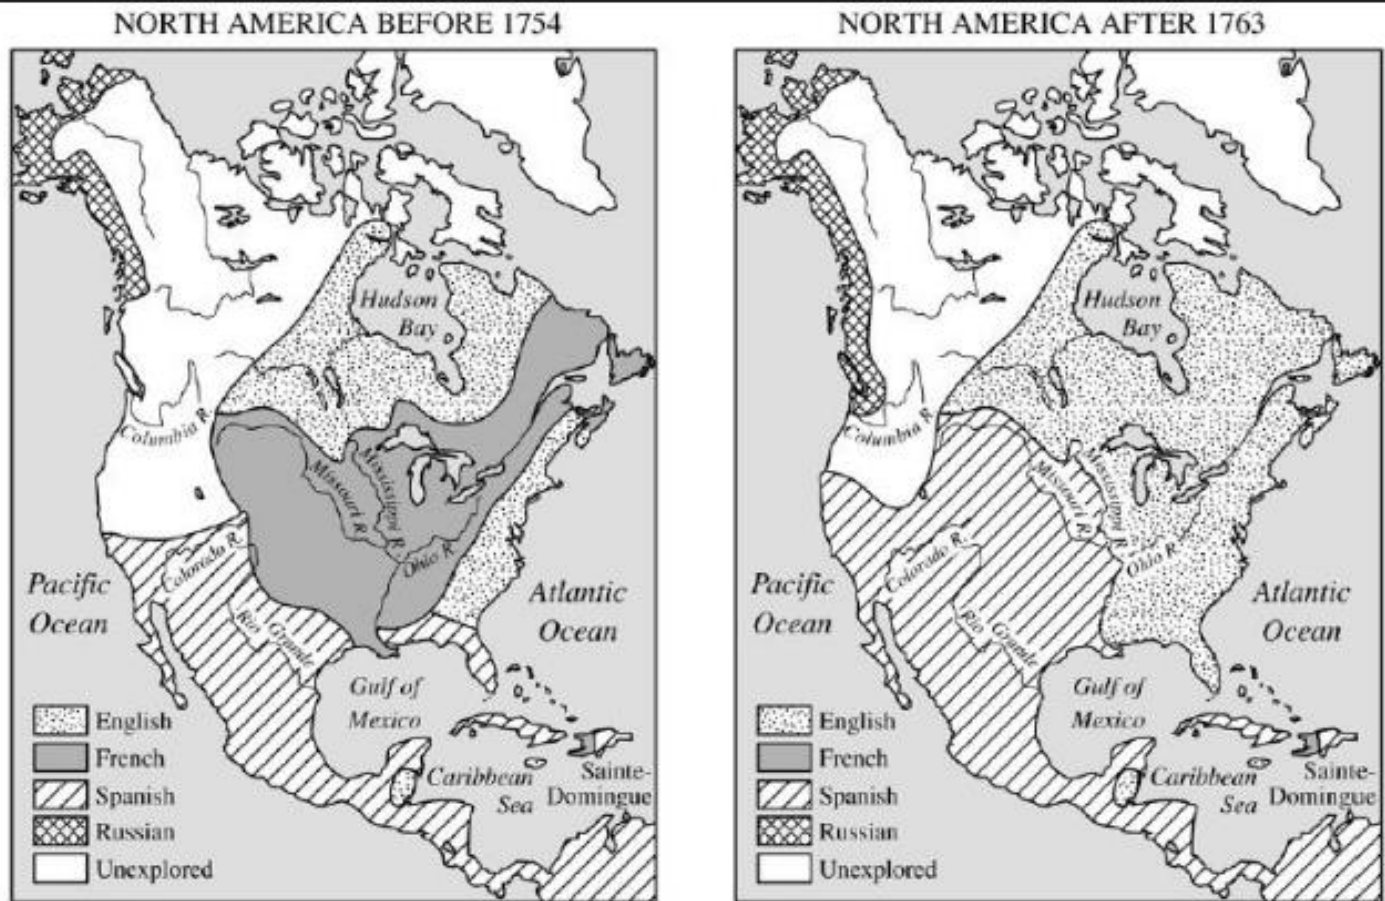 NORTH AMERICA BEFORE 1754
Hudson
Bay
Columbia R.
Missouri R.
Mississippi R.
Ohio R.
Colorado R.
Rio Grande
Pacific
Ocean
Atlantic
Ocean
Gulf of
Mexico
Caribbean
Sea
Sainte-
Domingue
English
French
Spanish
Russian
Unexplored
NORTH AMERICA AFTER 1763
Hudson
Bay
Columbia R.
Missouri R.
Mississippi R.
Ohio R.
Colorado R.
Rio Grande
Pacific
Ocean
Atlantic
Ocean
Gulf of
Mexico
Caribbean
Sea
Sainte-
Domingue
English
French
Spanish
Russian
Unexplored